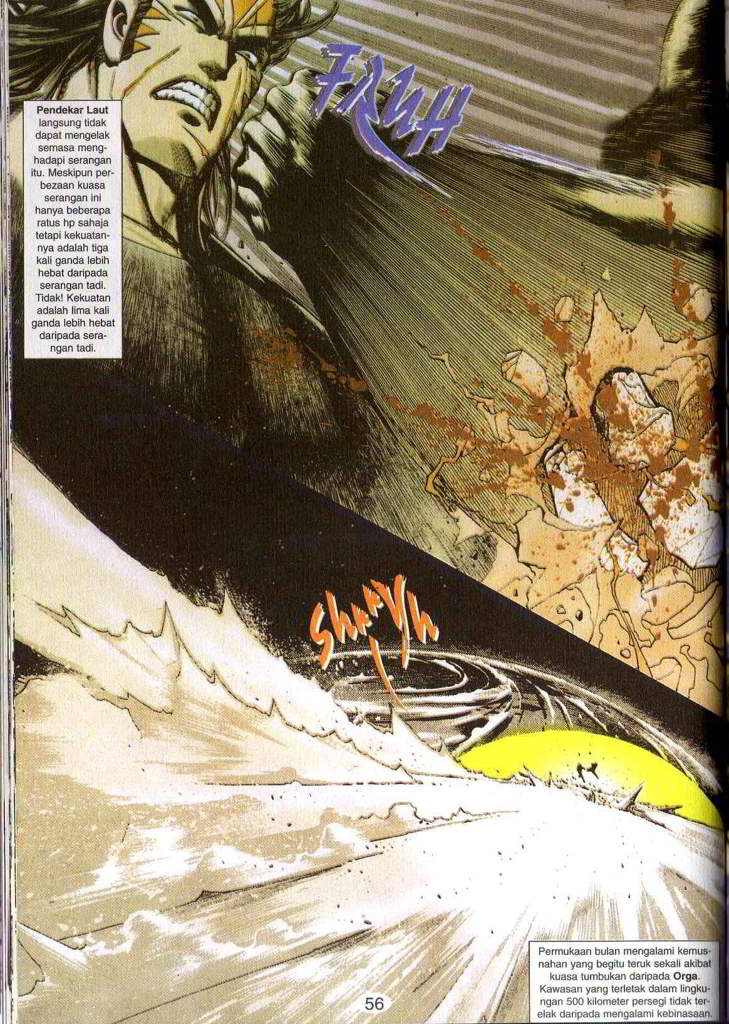 FAUH
Pendekar Laut
langsung tidak
dapat mengelak
semasa meng-
hadapi serangan
itu. Meskipun per-
bezaan kuasa
serangan ini
hanya beberapa
ratus hp sahaja
tetapi kekuatan-
nya adalah tiga
kali ganda lebih
hebat daripada
serangan tadi.
Tidak! Kekuatan
adalah lima kali
ganda lebih hebat
daripada sera-
ngan tadi.
Permukaan bulan mengalami kemus-
nahan yang begitu teruk sekali akibat
kuasa tumbukan daripada Orga.
Kawasan yang terletak dalam lingku-
ngan 500 kilometer persegi tidak ter-
elak daripada mengalami kebinasaan.
56